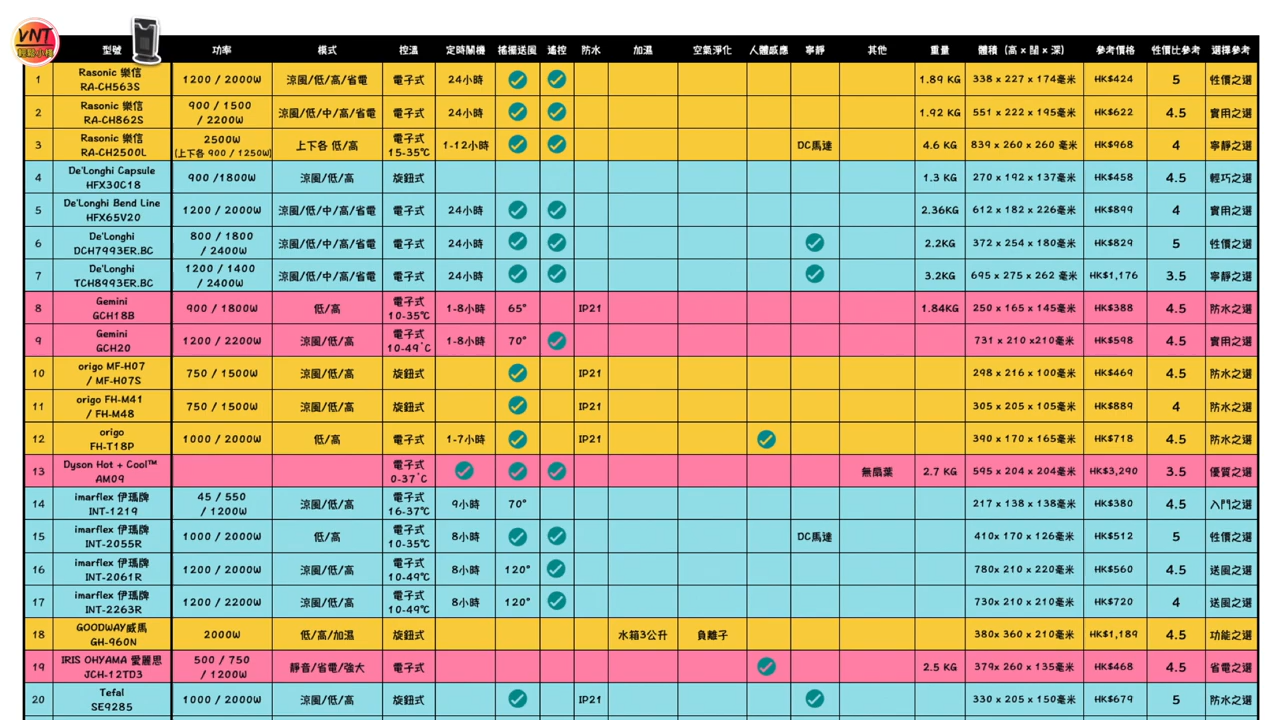 VNT
型號 功率 模式 控溫 定時關機 搖擺送風 遙控 防水 加濕 空氣淨化 人體感應 寧靜 其他 重量 體積 (高 x 闊 x 深) 參考價格 性價比參考 選擇參考
1 Rasonic 樂信 RA-CH563S 1200 / 2000W 涼風/低/高/省電 電子式 24小時 1.89 KG 338 x 227 x 174毫米 HK$424 5 性價之選
2 Rasonic 樂信 RA-CH862S 900 / 1500 / 2200W 涼風/低/中/高/省電 電子式 24小時 1.92 KG 551 x 222 x 195毫米 HK$622 4.5 實用之選
3 Rasonic 樂信 RA-CH2500L 2500W (上下各 900 / 1250W) 上下各 低/高 電子式 15-35℃ 1-12小時 DC馬達 4.6 KG 839 x 260 x 260 毫米 HK$968 4 寧靜之選
4 De'Longhi Capsule HFX30C18 900 /1800W 涼風/低/高 旋鈕式 1.3 KG 270 x 192 x 137毫米 HK$458 4.5 輕巧之選
5 De'Longhi Bend Line HFX65V20 1200 / 2000W 涼風/低/中/高/省電 電子式 24小時 2.36KG 612 x 182 x 226毫米 HK$899 4 實用之選
6 De'Longhi DCH7993ER.BC 800 / 1800 / 2400W 涼風/低/中/高/省電 電子式 24小時 2.2KG 372 x 254 x 180毫米 HK$829 5 性價之選
7 De'Longhi TCH8993ER.BC 1200 / 1400 / 2400W 涼風/低/中/高/省電 電子式 24小時 3.2KG 695 x 275 x 262 毫米 HK$1,176 3.5 寧靜之選
8 Gemini GCH18B 900 / 1800W 低/高 電子式 10-35℃ 1-8小時 65° IP21 1.84KG 250 x 165 x 145毫米 HK$388 4.5 防水之選
9 Gemini GCH20 1200 / 2200W 涼風/低/高 電子式 10-49℃ 1-8小時 70° 731 x 210 x210毫米 HK$598 4.5 實用之選
10 origo MF-H07 / MF-H07S 750 / 1500W 涼風/低/高 旋鈕式 IP21 298 x 216 x 100毫米 HK$469 4.5 防水之選
11 origo FH-M41 / FH-M48 750 / 1500W 涼風/低/高 旋鈕式 IP21 305 x 205 x 105毫米 HK$889 4 防水之選
12 origo FH-T18P 1000 / 2000W 低/高 電子式 1-7小時 IP21 390 x 170 x 165毫米 HK$718 4.5 防水之選
13 Dyson Hot + Cool™ AM09 電子式 0-37℃ 無扇葉 2.7 KG 595 x 204 x 204毫米 HK$3,290 3.5 優質之選
14 imarflex 伊瑪牌 INT-1219 45 / 550 / 1200W 涼風/低/高 電子式 16-37℃ 9小時 70° 217 x 138 x 138毫米 HK$380 4.5 入門之選
15 imarflex 伊瑪牌 INT-2055R 1000 / 2000W 低/高 電子式 10-35℃ 8小時 DC馬達 410x 170 x 126毫米 HK$512 5 性價之選
16 imarflex 伊瑪牌 INT-2061R 1200 / 2000W 涼風/低/高 電子式 10-49℃ 8小時 120° 780x 210 x 220毫米 HK$560 4.5 送風之選
17 imarflex 伊瑪牌 INT-2263R 1200 / 2200W 涼風/低/高 電子式 10-49℃ 8小時 120° 730x 210 x 210毫米 HK$720 4 送風之選
18 GOODWAY威馬 GH-960N 2000W 低/高/加濕 旋鈕式 水箱3公升 負離子 380x 360 x 210毫米 HK$1,189 4.5 功能之選
19 IRIS OHYAMA 愛麗思 JCH-12TD3 500 / 750 / 1200W 靜音/省電/強大 電子式 2.5 KG 379x 260 x 135毫米 HK$468 4.5 省電之選
20 Tefal SE9285 1000 / 2000W 涼風/低/高 旋鈕式 IP21 330 x 205 x 150毫米 HK$679 5 防水之選